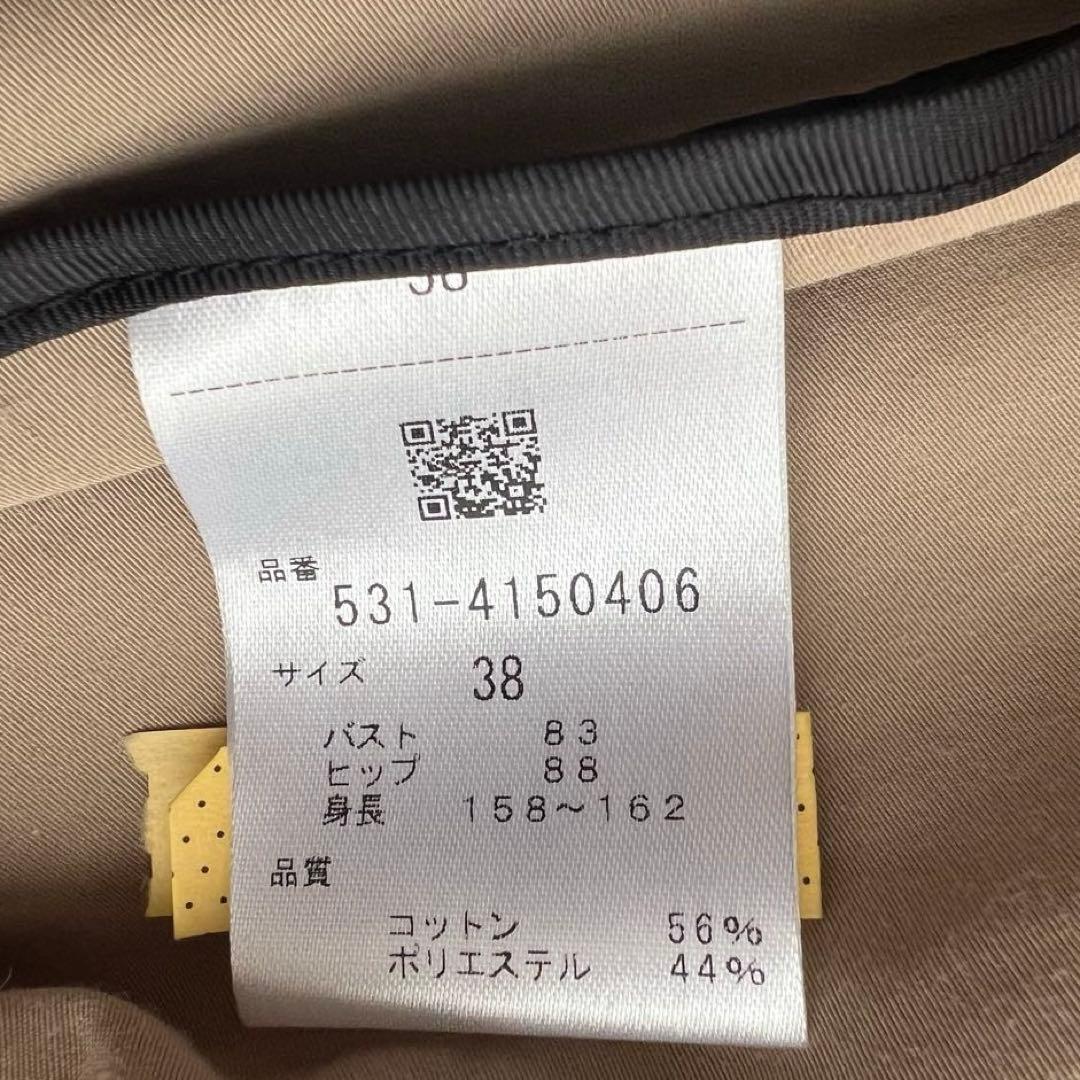 品番
531-4150406
サイズ 38
バスト 83
ヒップ 88
身長 158~162
品質
コットン 56%
ポリエステル 44%